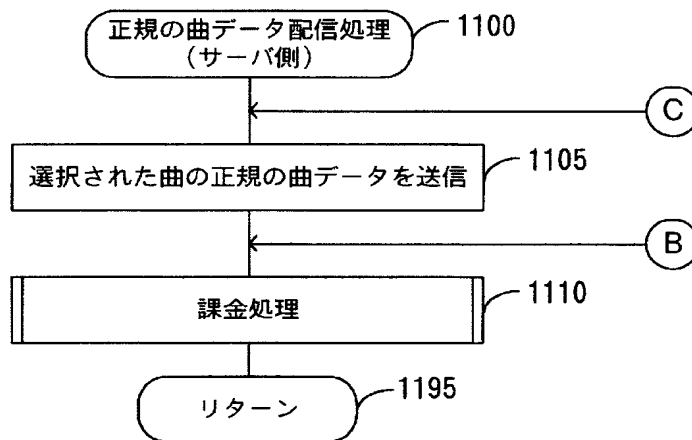 正規の曲データ配信処理
(サーバ側)
1100
C
選択された曲の正規の曲データを送信
1105
B
課金処理
1110
リターン
1195